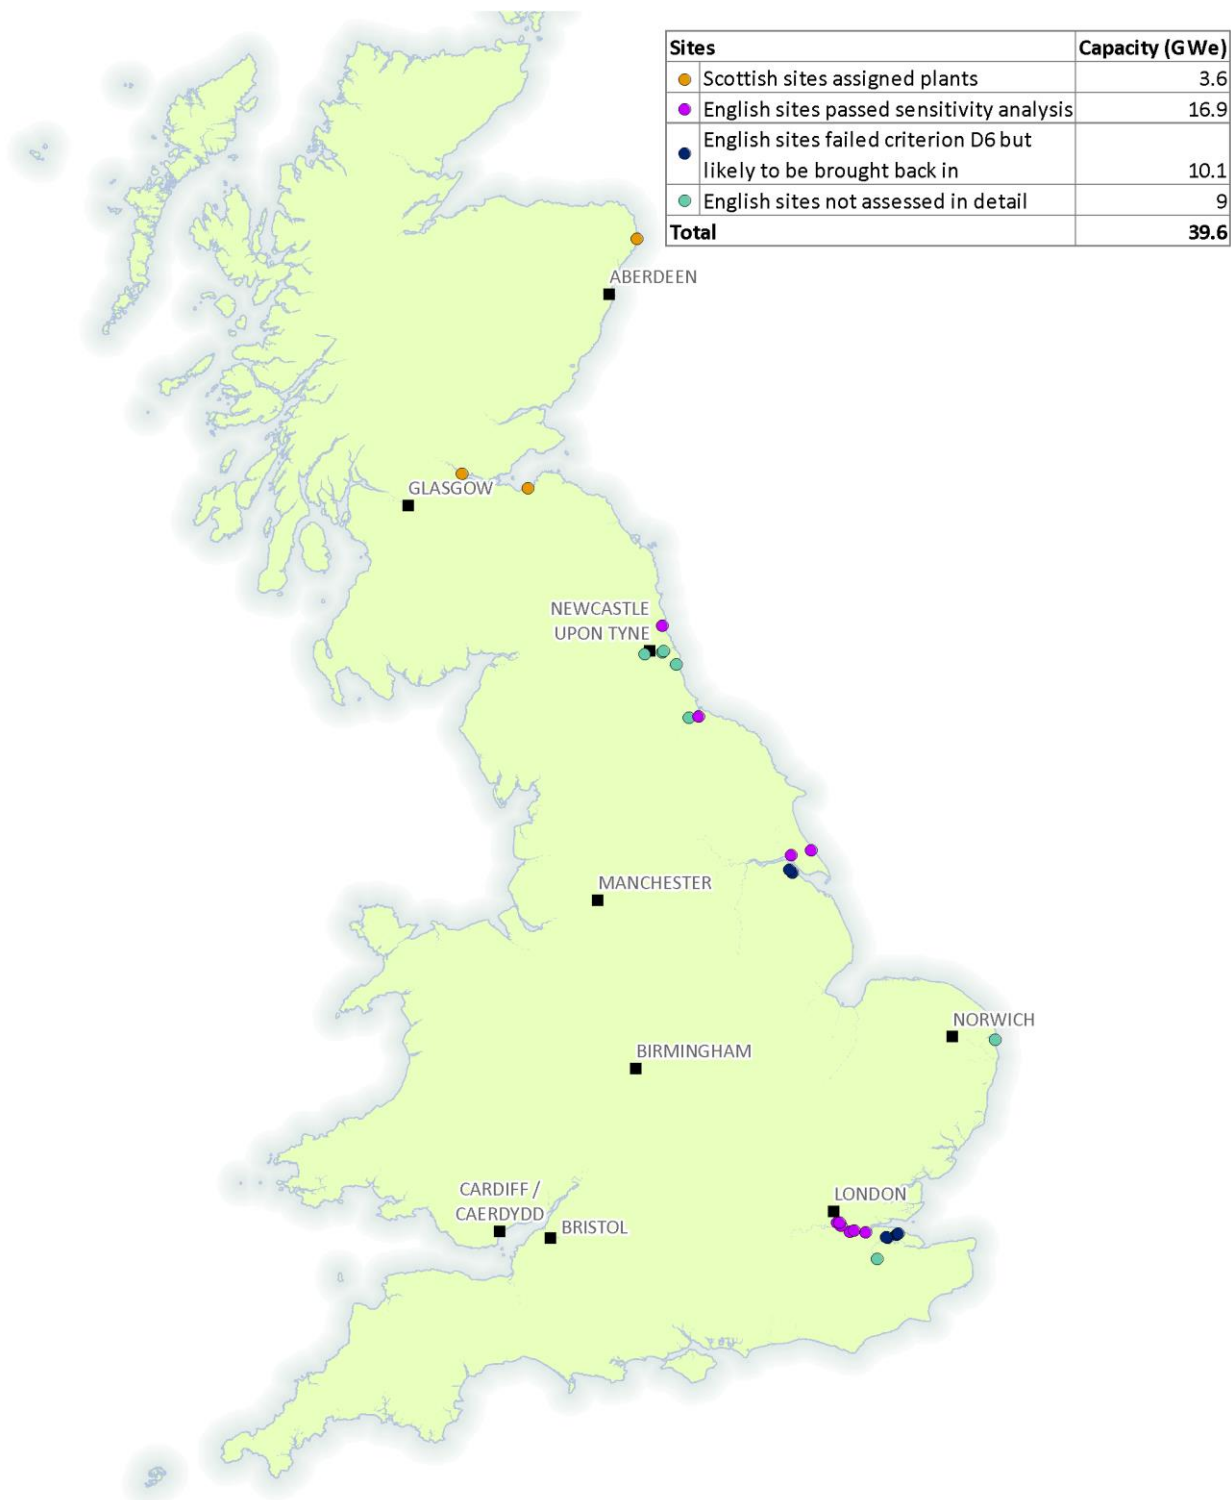 Sites Capacity (GWe)
Scottish sites assigned plants 3.6
English sites passed sensitivity analysis 16.9
English sites failed criterion D6 but
likely to be brought back in 10.1
English sites not assessed in detail 9
Total 39.6
ABERDEEN
GLASGOW
NEWCASTLE
UPON TYNE
MANCHESTER
NORWICH
BIRMINGHAM
CARDIFF /
CAERDYDD
BRISTOL
LONDON